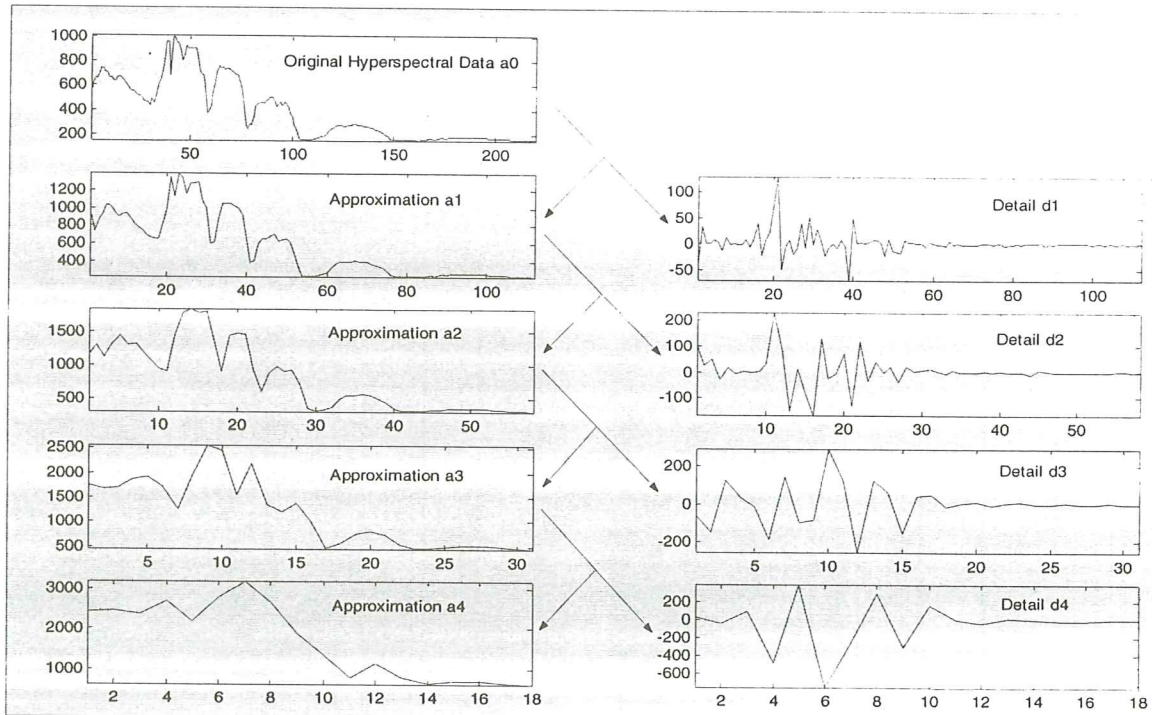 1000
800
600
400
200
Original Hyperspectral Data a0
50 100 150 200
1200
1000
800
600
400
Approximation a1
20 40 60 80 100
100
50
0
-50
Detail d1
20 40 60 80 100
1500
1000
500
Approximation a2
10 20 30 40 50
200
100
0
-100
Detail d2
10 20 30 40 50
2500
2000
1500
1000
500
Approximation a3
5 10 15 20 25 30
200
0
-200
Detail d3
5 10 15 20 25 30
3000
2000
1000
Approximation a4
2 4 6 8 10 12 14 16 18
200
0
-200
-400
-600
Detail d4
2 4 6 8 10 12 14 16 18